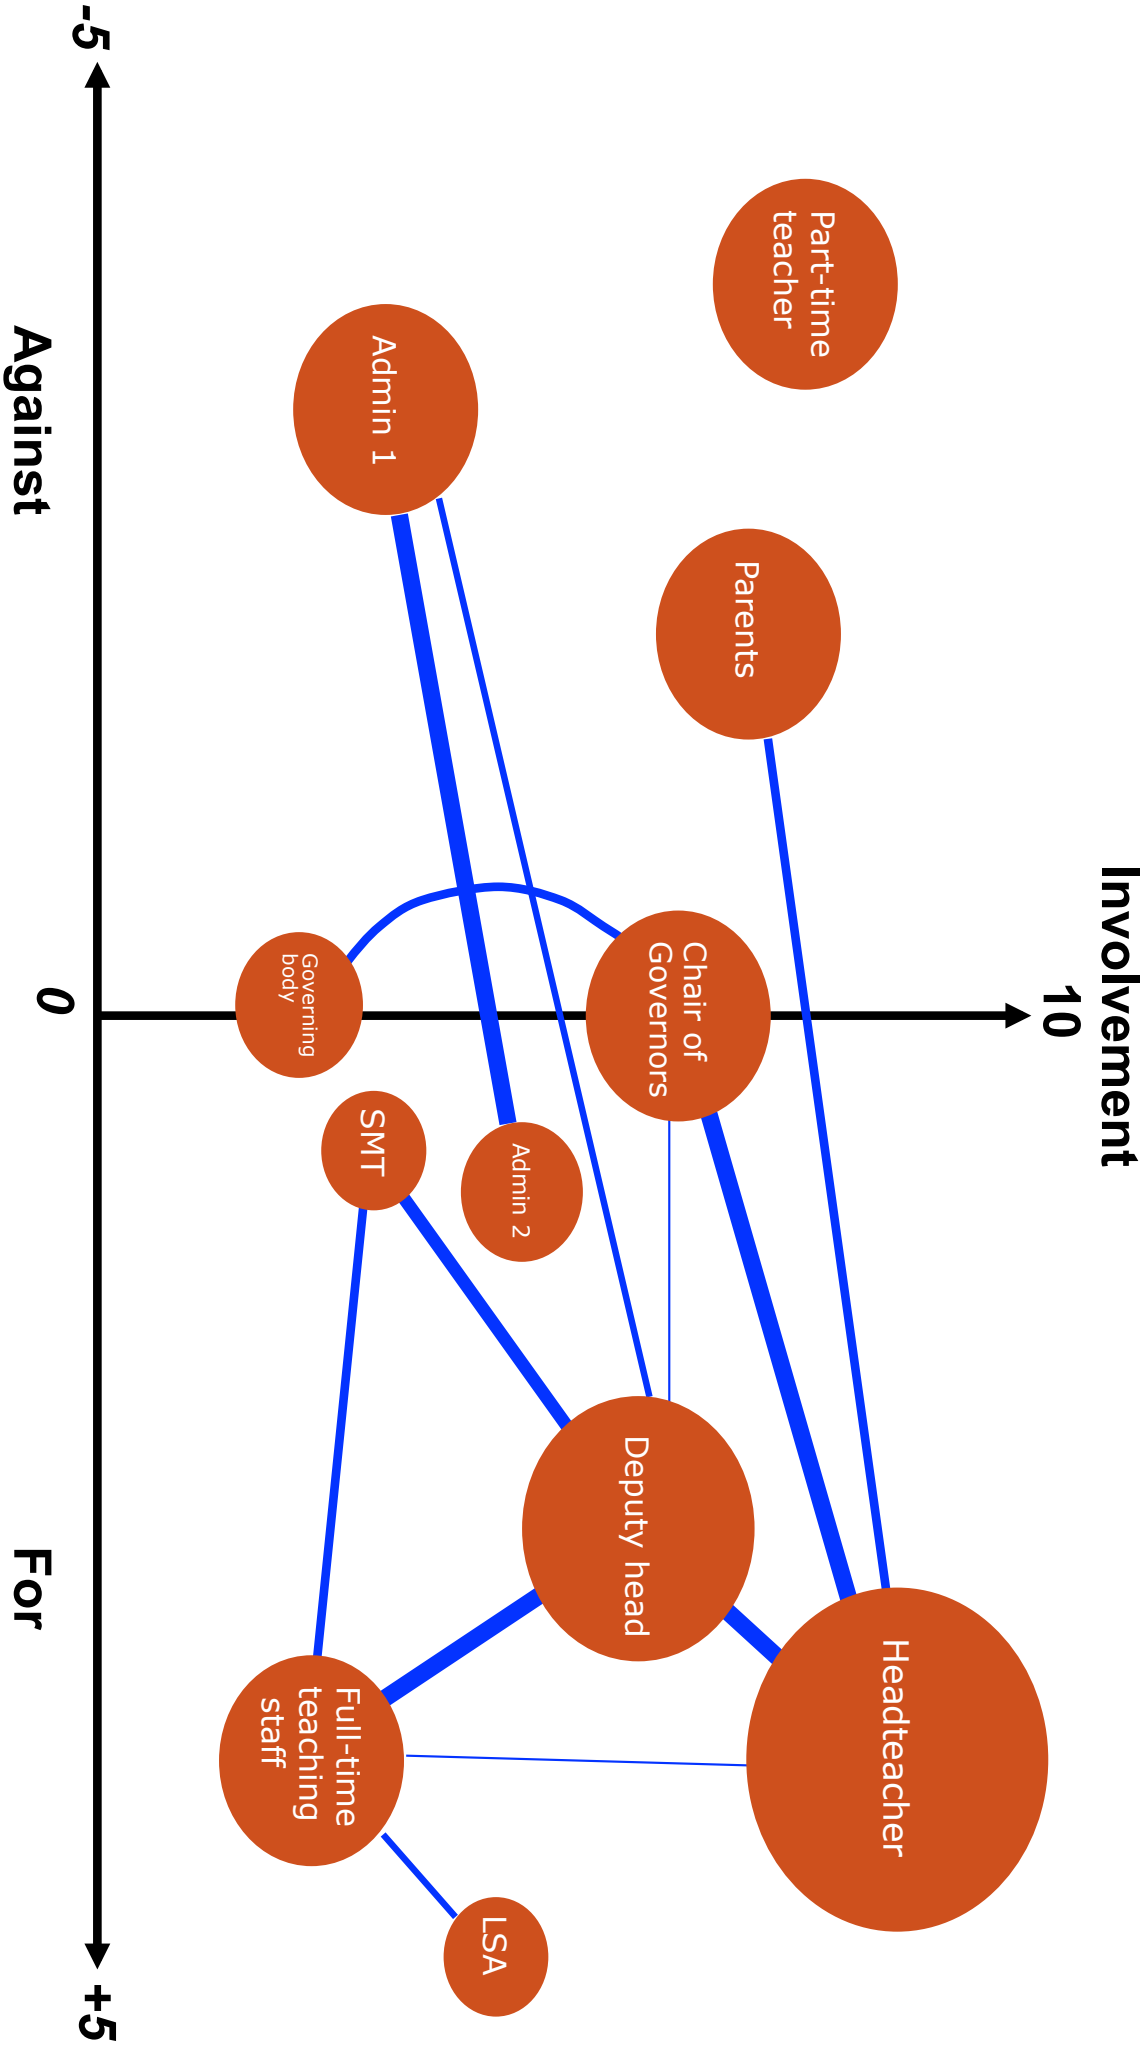 Involvement
10
Part-time
teacher
Headteacher
Parents
Chair of
Governors
Deputy head
Admin 2
LSA
Admin 1
SMT
Full-time
teaching
staff
Governing
body
-5
0
+5
Against
For